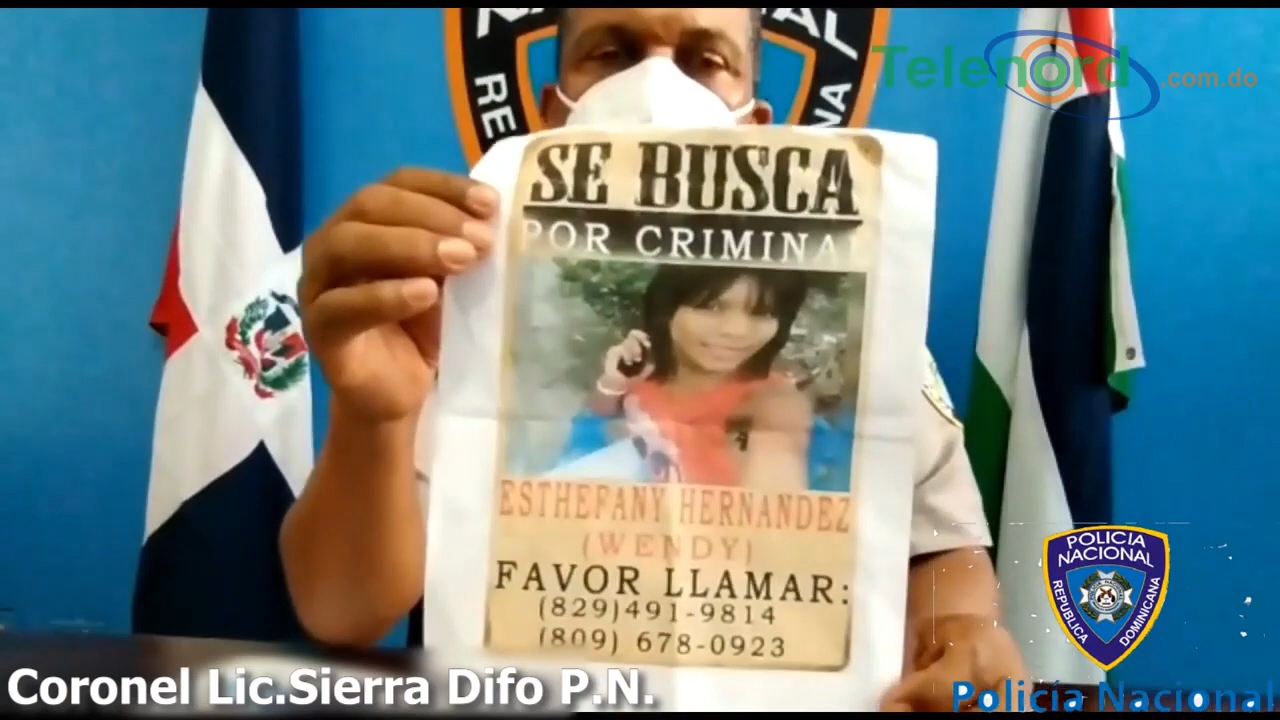 Telenord.com.do
SE BUSCA
POR CRIMINAL
ESTHEFANY HERNANDEZ
(WENDY)
FAVOR LLAMAR:
(829)491-9814
(809) 678-0923
POLICIA
NACIONAL
REPUBLICA
DOMINICANA
Coronel Lic.Sierra Difo P.N.
Policía Nacional